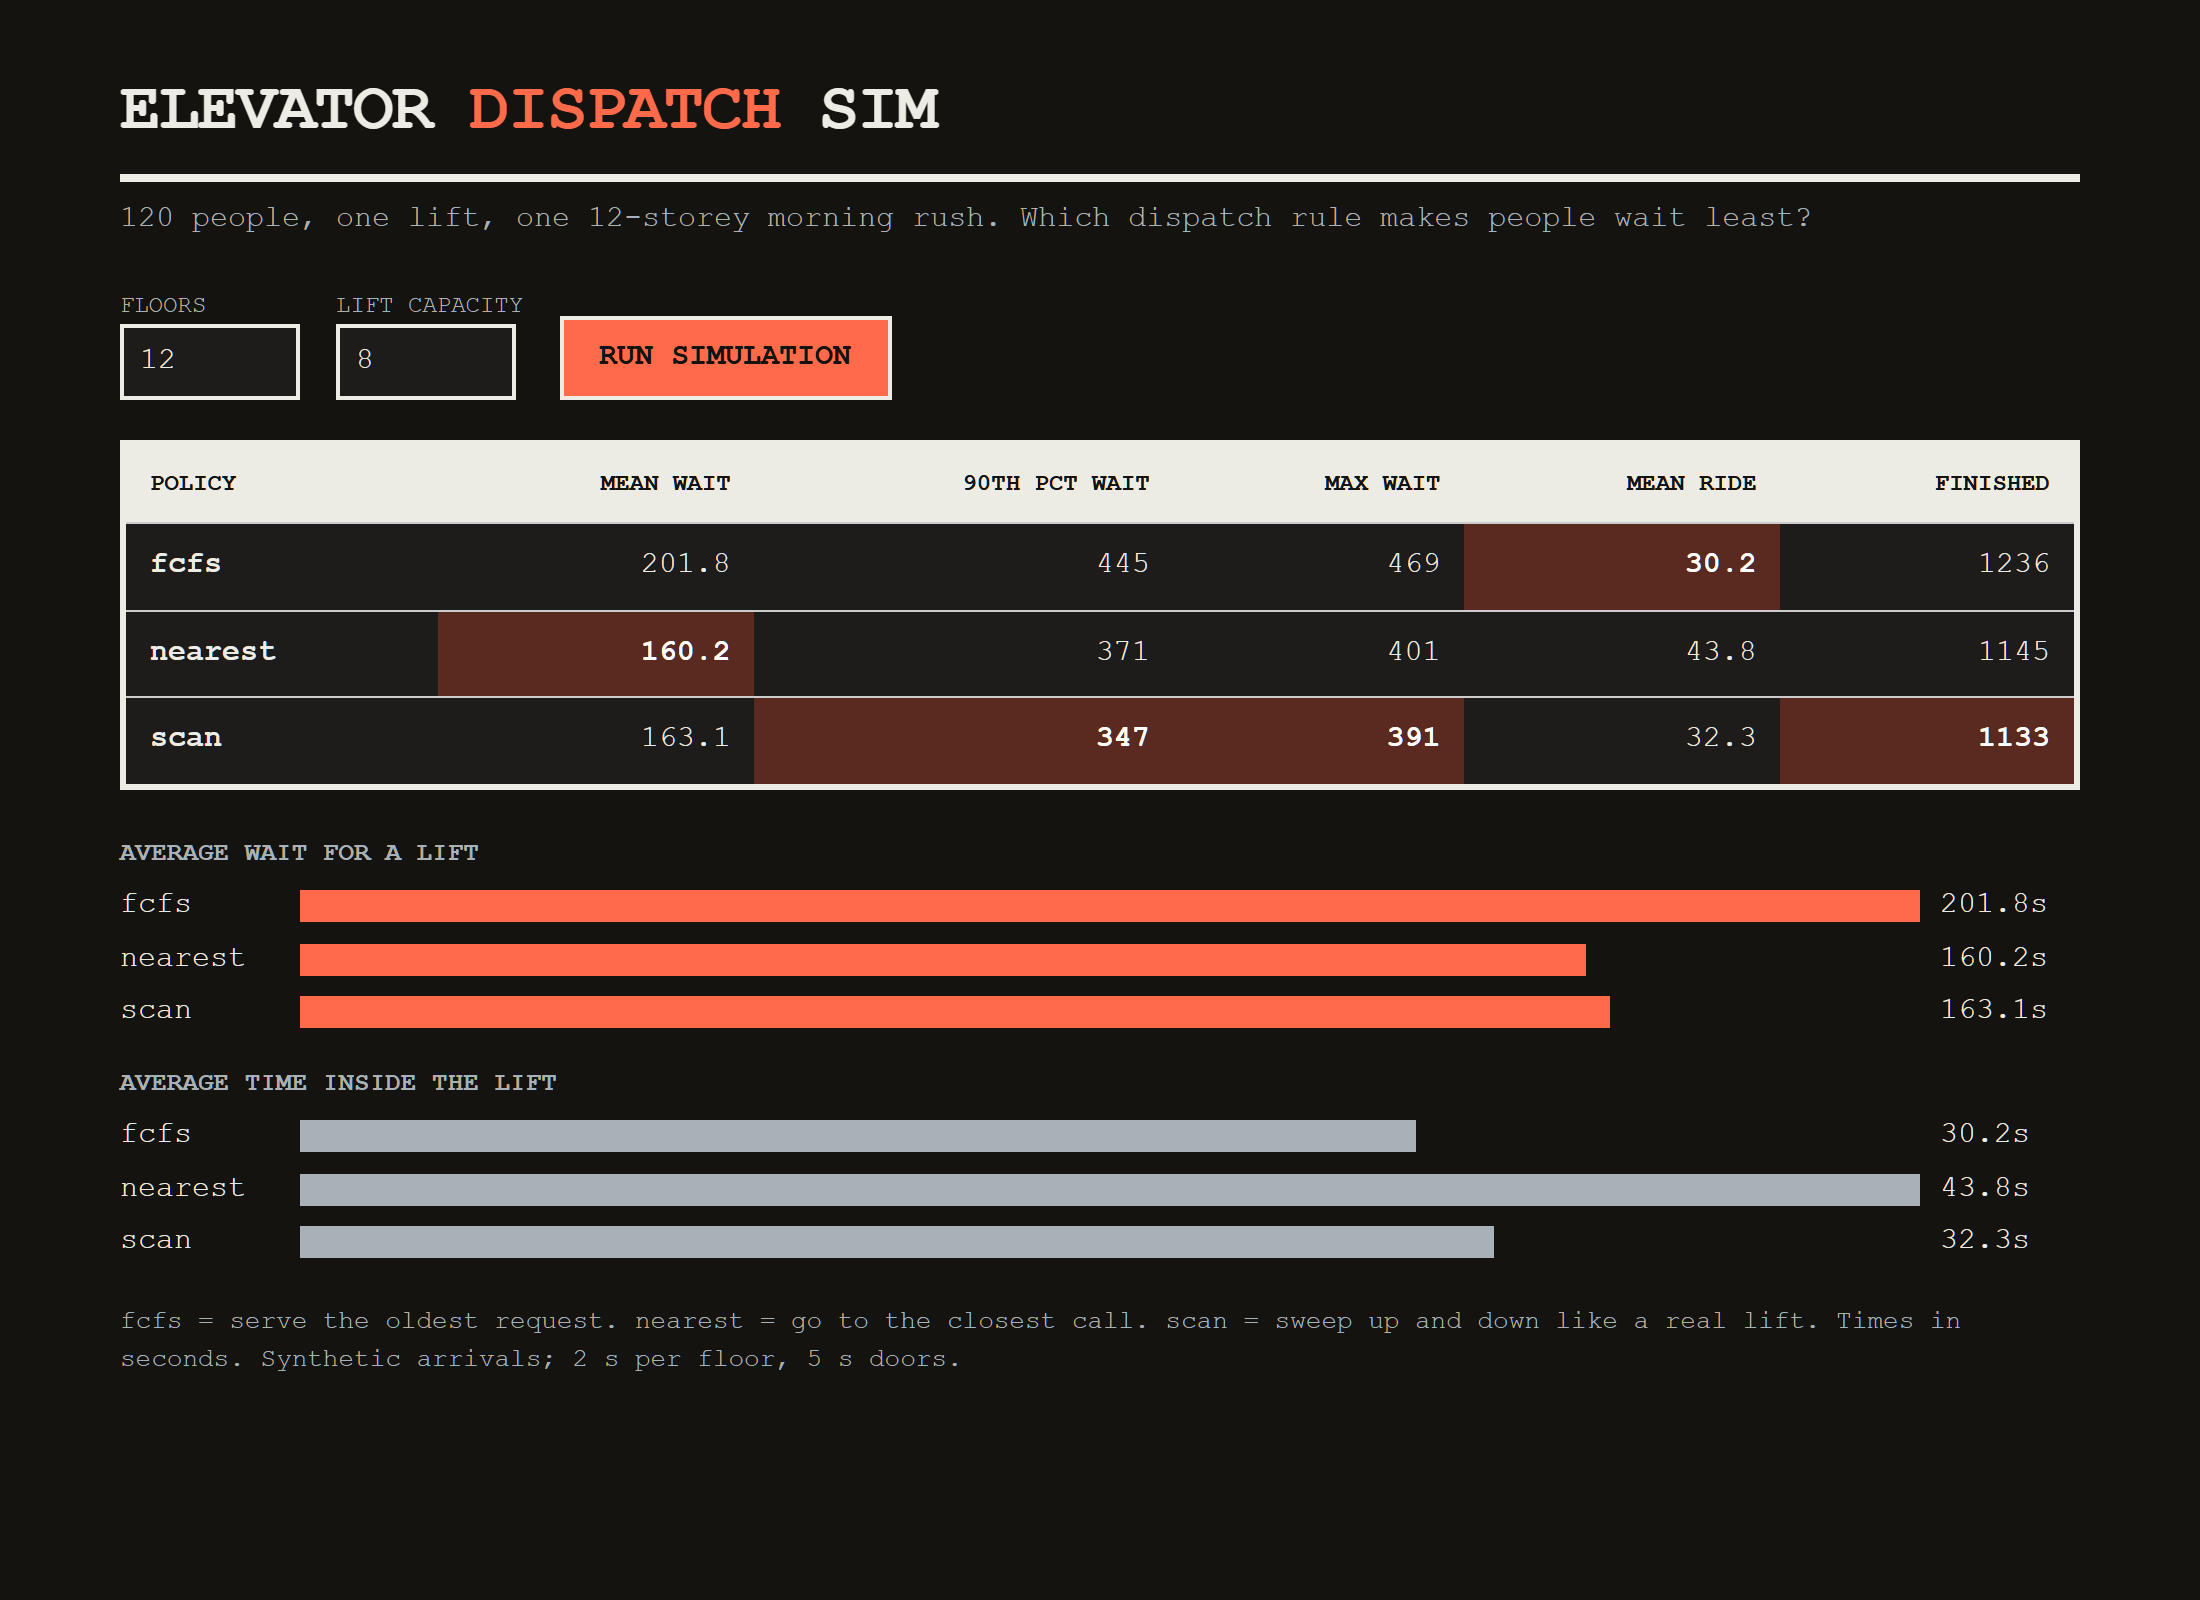 ELEVATOR DISPATCH SIM
120 people, one lift, one 12-storey morning rush. Which dispatch rule makes people wait least?
FLOORS LIFT CAPACITY
12 8 RUN SIMULATION
POLICY MEAN WAIT 90TH PCT WAIT MAX WAIT MEAN RIDE FINISHED
fcfs 201.8 445 469 30.2 1236
nearest 160.2 371 401 43.8 1145
scan 163.1 347 391 32.3 1133
AVERAGE WAIT FOR A LIFT
fcfs 201.8s
nearest 160.2s
scan 163.1s
AVERAGE TIME INSIDE THE LIFT
fcfs 30.2s
nearest 43.8s
scan 32.3s
fcfs = serve the oldest request. nearest = go to the closest call. scan = sweep up and down like a real lift. Times in
seconds. Synthetic arrivals; 2 s per floor, 5 s doors.